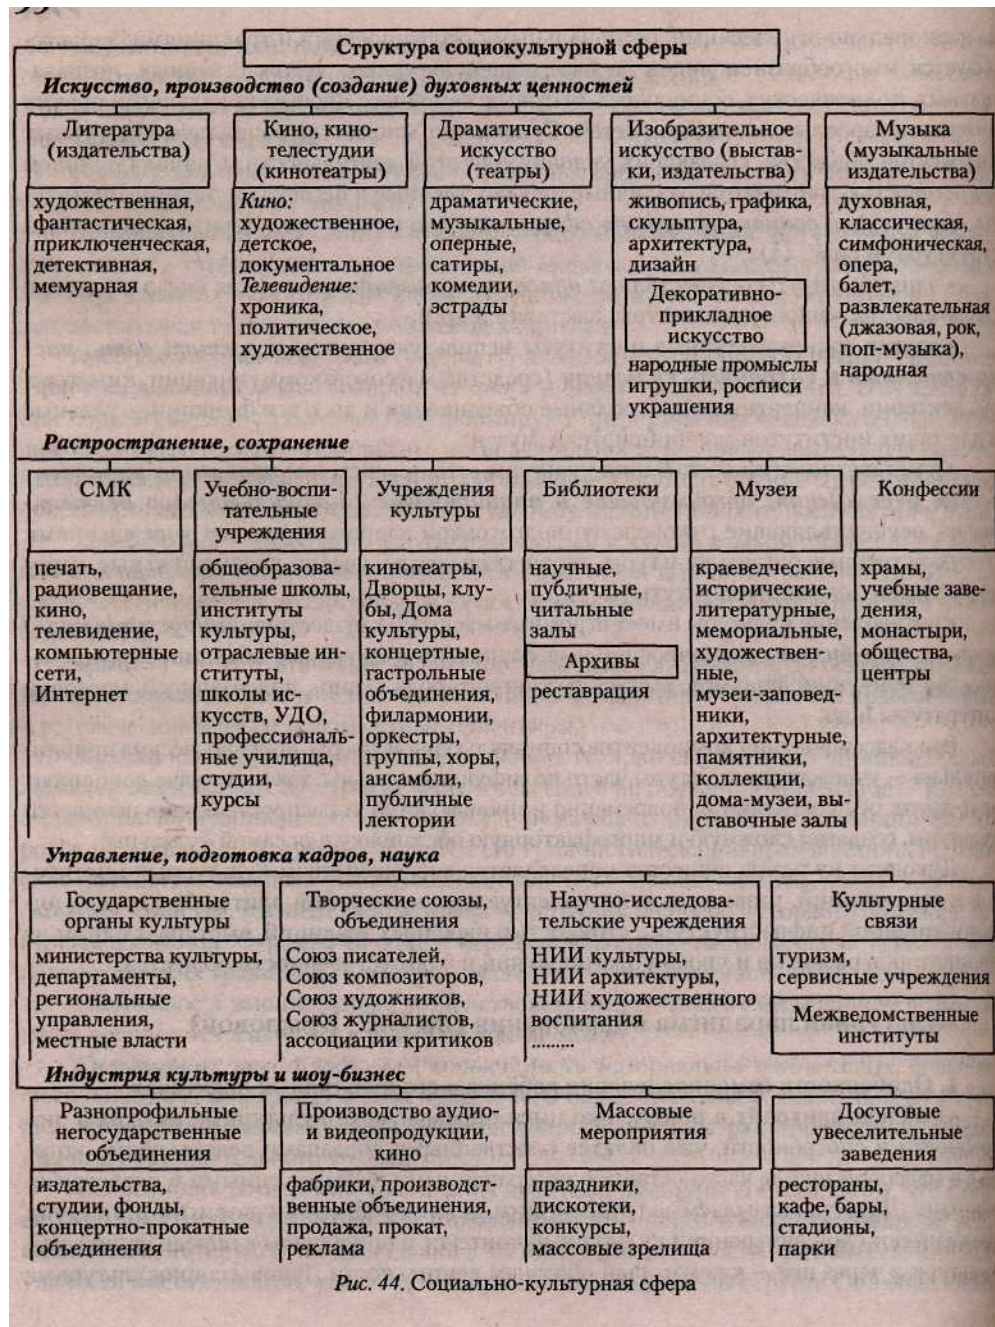 Структура социокультурной сферы
Искусство, производство (создание) духовных ценностей
Литература
(издательства)
художественная,
фантастическая,
приключенческая,
детективная,
мемуарная
Кино, кино-
телестудии
(кинотеатры)
Кино:
художественное,
детское,
документальное
Телевидение:
хроника,
политическое,
художественное
Драматическое
искусство
(театры)
драматические,
музыкальные,
оперные,
сатиры,
комедии,
эстрады
Изобразительное
искусство (выстав-
ки, издательства)
живопись, графика,
скульптура,
архитектура,
дизайн
Декоративно-
прикладное
искусство
народные промыслы
игрушки, росписи
украшения
Музыка
(музыкальные
издательства)
духовная,
классическая,
симфоническая,
опера,
балет,
развлекательная
(джазовая, рок,
поп-музыка),
народная
Распространение, сохранение
СМК
печать,
радиовещание,
кино,
телевидение,
компьютерные
сети,
Интернет
Учебно-воспи-
тательные
учреждения
общеобразова-
тельные школы,
институты
культуры,
отраслевые ин-
ституты,
школы ис-
кусств, УДО,
профессиональ-
ные училища,
студии,
курсы
Учреждения
культуры
кинотеатры,
Дворцы, клу-
бы, Дома
культуры,
концертные,
гастрольные
объединения,
филармонии,
оркестры,
группы, хоры,
ансамбли,
публичные
лектории
Библиотеки
научные,
публичные,
читальные
залы
Архивы
реставрация
Музеи
краеведческие,
исторические,
литературные,
мемориальные,
художествен-
ные,
музеи-заповед-
ники,
архитектурные,
памятники,
коллекции,
дома-музеи, вы-
ставочные залы
Конфессии
храмы,
учебные заве-
дения,
монастыри,
общества,
центры
Управление, подготовка кадров, наука
Государственные
органы культуры
министерства культуры,
департаменты,
региональные
управления,
местные власти
Творческие союзы,
объединения
Союз писателей,
Союз композиторов,
Союз художников,
Союз журналистов,
ассоциации критиков
Научно-исследова-
тельские учреждения
НИИ культуры,
НИИ архитектуры,
НИИ художественного
воспитания
.........
Культурные
связи
туризм,
сервисные учреждения
Межведомственные
институты
Индустрия культуры и шоу-бизнес
Разнопрофильные
негосударственные
объединения
издательства,
студии, фонды,
концертно-прокатные
объединения
Производство аудио-
и видеопродукции,
кино
фабрики, производст-
венные объединения,
продажа, прокат,
реклама
Массовые
мероприятия
праздники,
дискотеки,
конкурсы,
массовые зрелища
Досуговые
увеселительные
заведения
рестораны,
кафе, бары,
стадионы,
парки
Рис. 44. Социально-культурная сфера